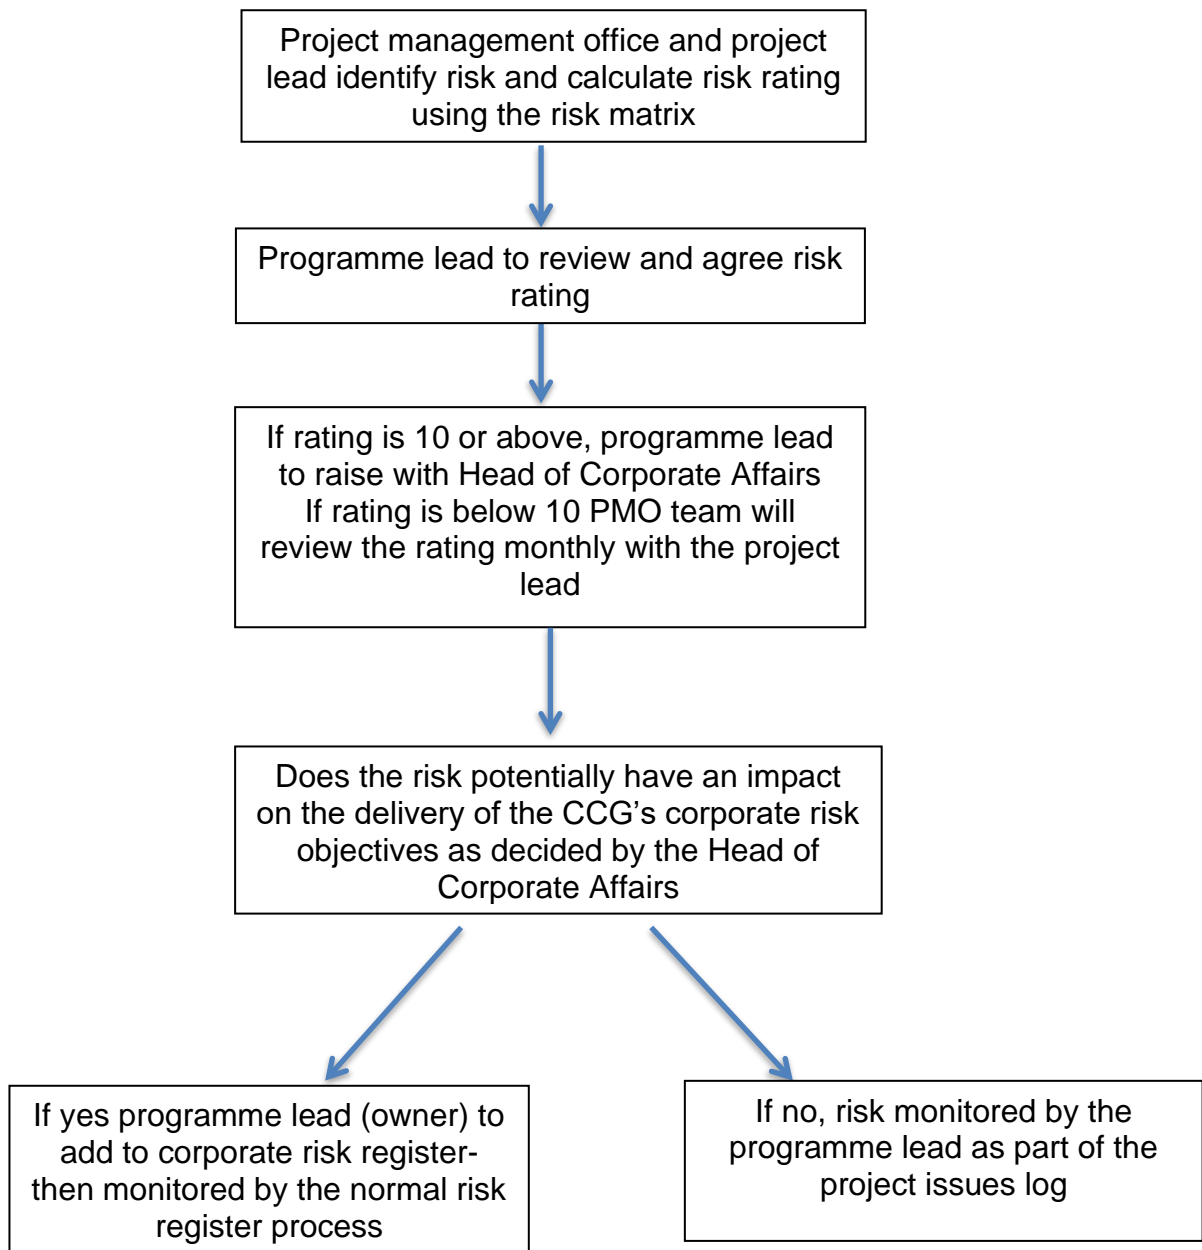 Project management office and project
lead identify risk and calculate risk rating
using the risk matrix
Programme lead to review and agree risk
rating
If rating is 10 or above, programme lead
to raise with Head of Corporate Affairs
If rating is below 10 PMO team will
review the rating monthly with the project
lead
Does the risk potentially have an impact
on the delivery of the CCG’s corporate risk
objectives as decided by the Head of
Corporate Affairs
If yes programme lead (owner) to
add to corporate risk register-
then monitored by the normal risk
register process
If no, risk monitored by the
programme lead as part of the
project issues log